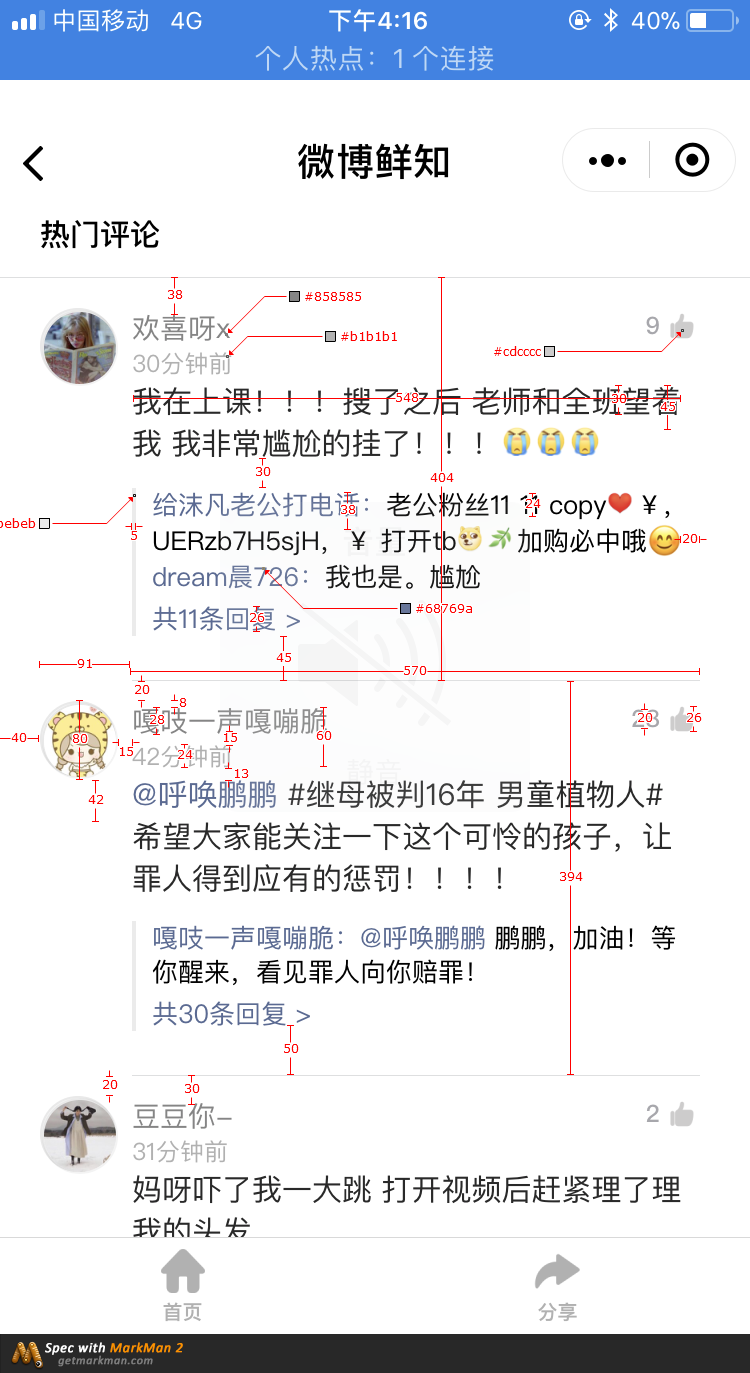 中国移动 4G 下午4:16 40%
个人热点：1 个连接
微博鲜知
热门评论
38
#858585
欢喜呀x
9
#b1b1b1
#cdcccc
30分钟前
548
30
45
我在上课！！！搜了之后 老师和全班望着
我 我非常尴尬的挂了！！！😭😭😭
30
404
给沫凡老公打电话：老公粉丝11 11 copy❤️ ¥，
38
24
ebeb
5
UERzb7H5sjH，¥ 打开tb🌿加购必中哦😊
20
音量
dream晨726：我也是。尴尬
#68769a
共11条回复 >
26
45
91
570
20
8
嘎吱一声嘎嘣脆
23
28
60
20
26
40
80
15
15
42分钟前
24
13
静音
42
@呼唤鹏鹏 #继母被判16年 男童植物人#
希望大家能关注一下这个可怜的孩子，让
罪人得到应有的惩罚！！！！
394
嘎吱一声嘎嘣脆：@呼唤鹏鹏 鹏鹏，加油！等
你醒来，看见罪人向你赔罪！
共30条回复 >
50
20
30
豆豆你–
2
31分钟前
妈呀吓了我一大跳 打开视频后赶紧理了理
我的头发
首页
分享
Spec with MarkMan 2
getmarkman.com